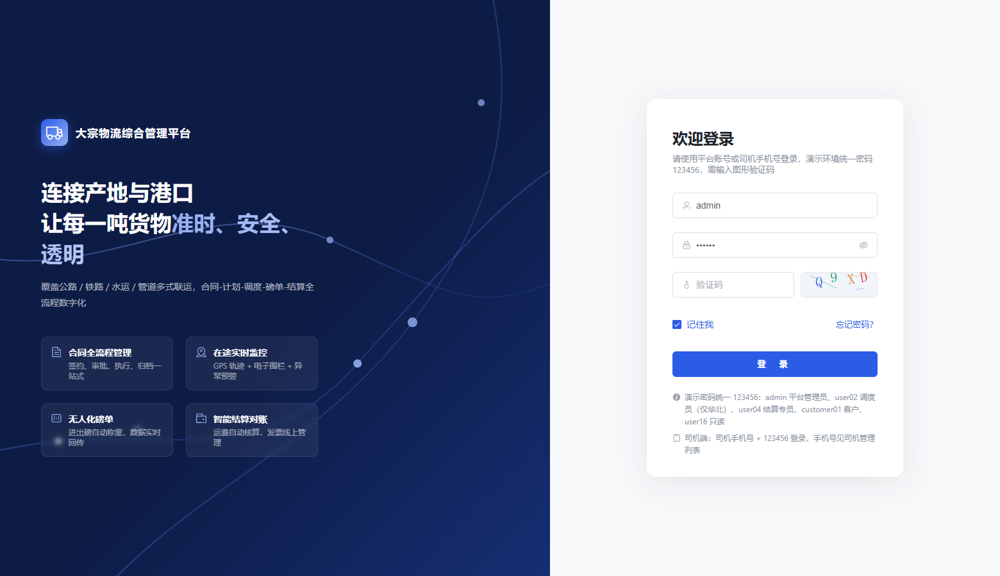 大宗物流综合管理平台
连接产地与港口
让每一吨货物准时、安全、
透明
覆盖公路 / 铁路 / 水运 / 管道多式联运，合同-计划-调度-磅单-结算全
流程数字化
合同全流程管理
签约、审批、执行、归档一
站式
在途实时监控
GPS 轨迹 + 电子围栏 + 异
常预警
无人化磅单
进出磅自动称重，数据实时
回传
智能结算对账
运费自动核算，发票线上管
理
欢迎登录
请使用平台账号或司机手机号登录，演示环境统一密码
123456，需输入图形验证码
admin
••••••
验证码
Q9XD
记住我
忘记密码?
登 录
演示密码统一 123456：admin 平台管理员、user02 调度
员（仅华北）、user04 结算专员、customer01 客户、
user16 只读
司机端：司机手机号 + 123456 登录，手机号见司机管理
列表